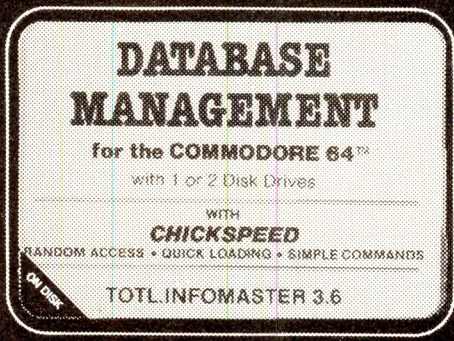 DATABASE
MANAGEMENT
for the COMMODORE 64™
with 1 or 2 Disk Drives
WITH
CHICKSPEED
RANDOM ACCESS • QUICK LOADING • SIMPLE COMMANDS
ON DISK
TOTL.INFOMASTER 3.6